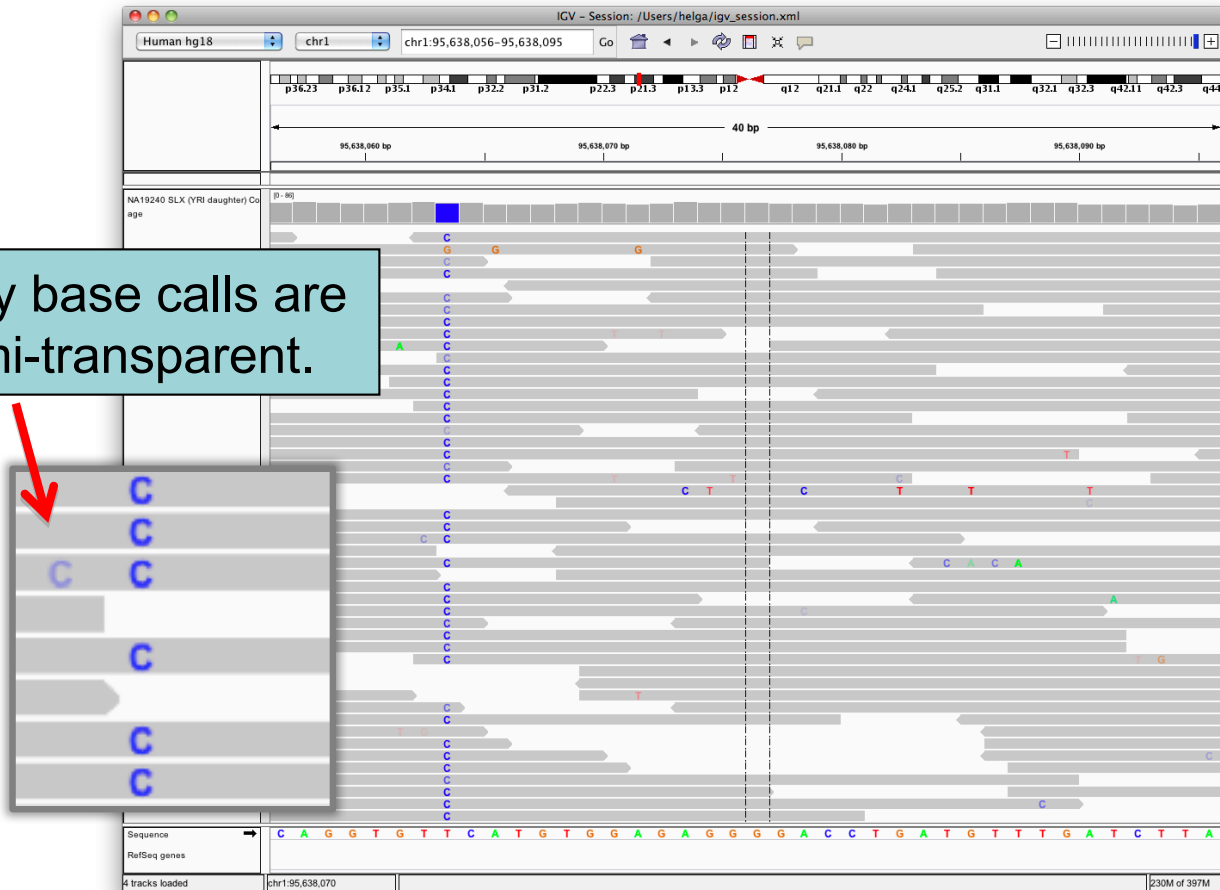 IGV – Session: /Users/helga/igv_session.xml
Human hg18 chr1 chr1:95,638,056–95,638,095 Go
p36.23 p36.12 p35.1 p34.1 p32.2 p31.2 p22.3 p21.3 p13.3 p12 q12 q21.1 q22 q24.1 q25.2 q31.1 q32.1 q32.3 q42.11 q42.3 q44
40 bp
95,638,060 bp 95,638,070 bp 95,638,080 bp 95,638,090 bp
NA19240 SLX (YRI daughter) Co
age
[0 - 86]
C
G G G
C
C
C
C
C
C T T
A C
C
C
C
C
C
C
C
C
C T
C
C T T C
C T C T T T
C
C
C
C C
C C A C A
C
C A
C C
C
C
C
C T G
T
C
C
T G
C
C C
C
C
C
C C
C
y base calls are
ni-transparent.
C
C
C C
C
C
C
Sequence C A G G T G T T C A T G T G G A G A G G G G A C C T G A T G T T T G A T C T T A
RefSeq genes
4 tracks loaded chr1:95,638,070 230M of 397M